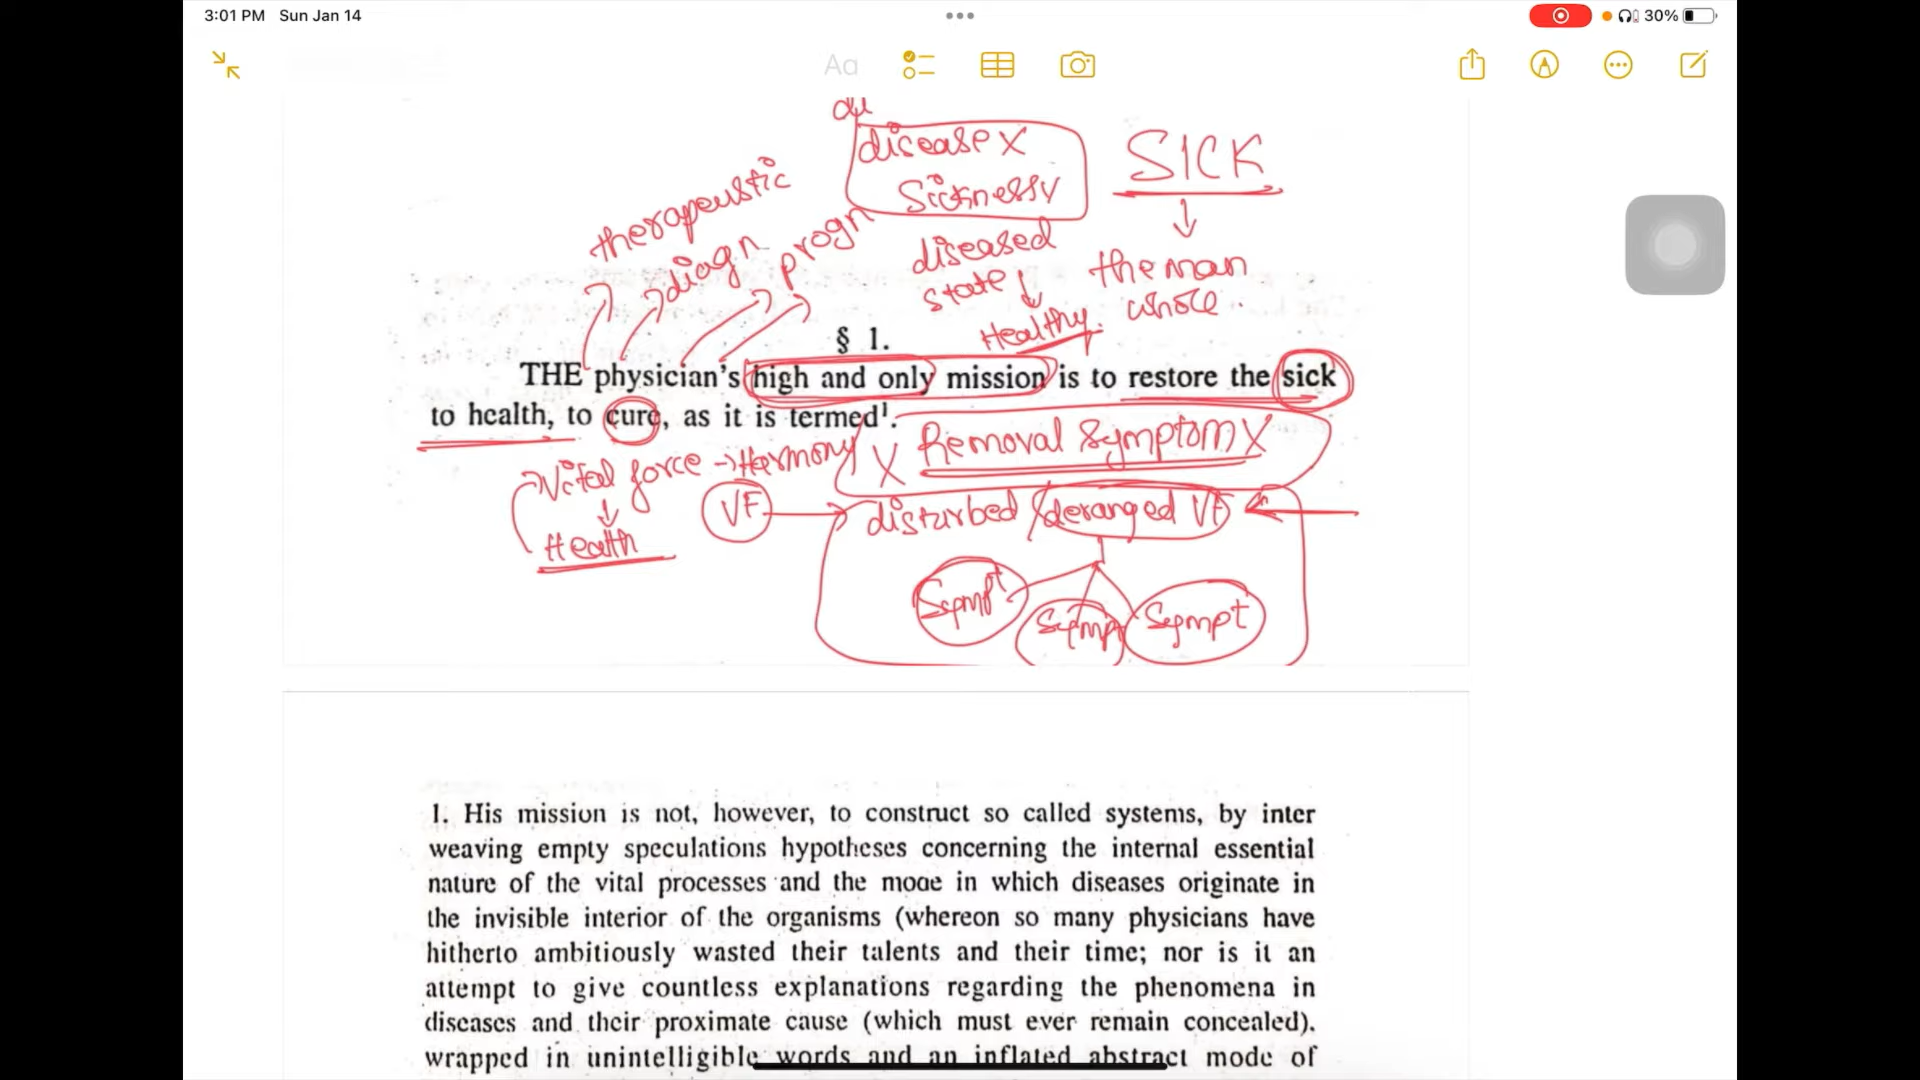 3:01 PM Sun Jan 14
30%
Aa
disease X
Sickness
SICK
therapeustic
diagn
progn
diseased
state
Healthy.
the man
whole.
§ 1.
THE physician's high and only mission is to restore the sick
to health, to cure, as it is termed¹.
X Removal Symptom X
Vital force → Harmony
Health
VF
disturbed / deranged VF
Sympt
Symp
Sympt
1. His mission is not, however, to construct so called systems, by inter
weaving empty speculations hypotheses concerning the internal essential
nature of the vital processes and the mode in which diseases originate in
the invisible interior of the organisms (whereon so many physicians have
hitherto ambitiously wasted their talents and their time; nor is it an
attempt to give countless explanations regarding the phenomena in
diseases and their proximate cause (which must ever remain concealed).
wrapped in unintelligible words and an inflated abstract mode of